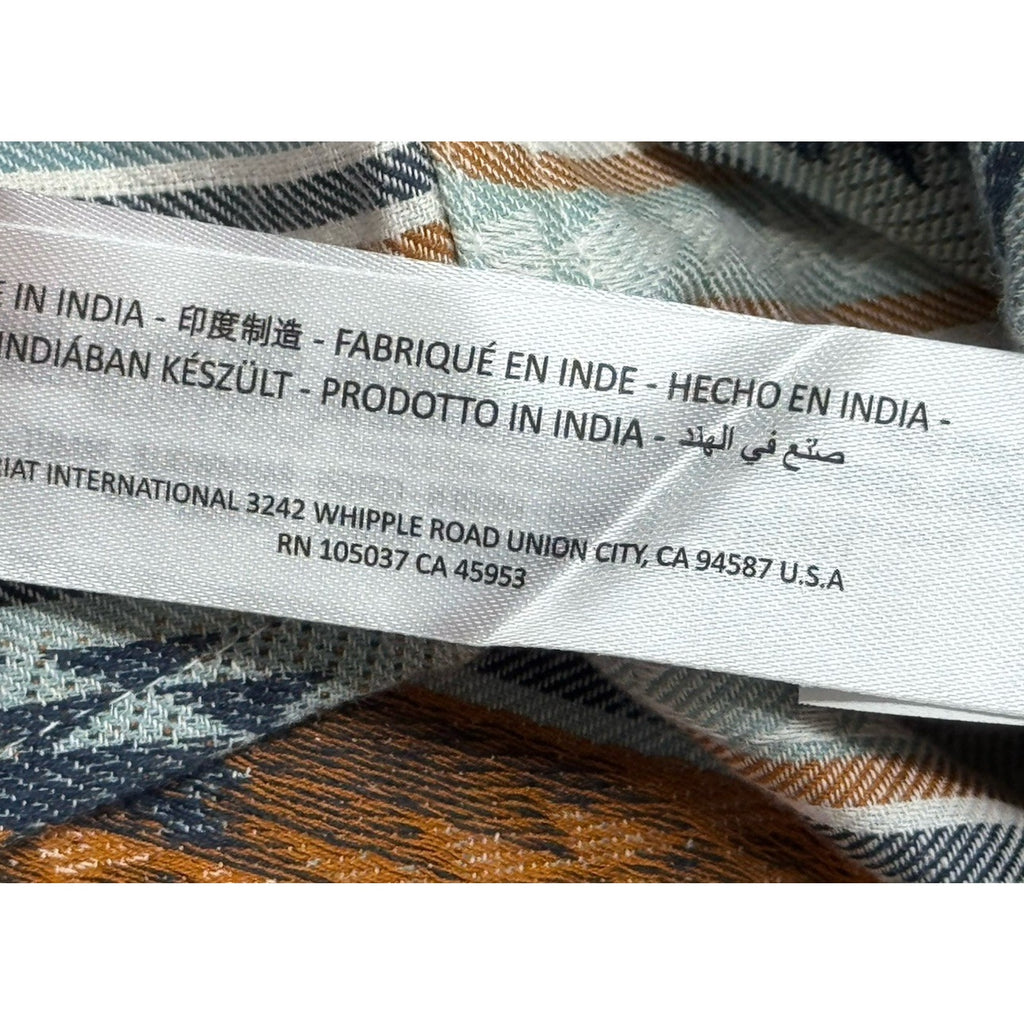 IN INDIA - 印度制造 - FABRIQUÉ EN INDE - HECHO EN INDIA -
INDIÁBAN KÉSZÜLT - PRODOTTO IN INDIA - صنع في الهند
INTERNATIONAL 3242 WHIPPLE ROAD UNION CITY, CA 94587 U.S.A
RN 105037 CA 45953